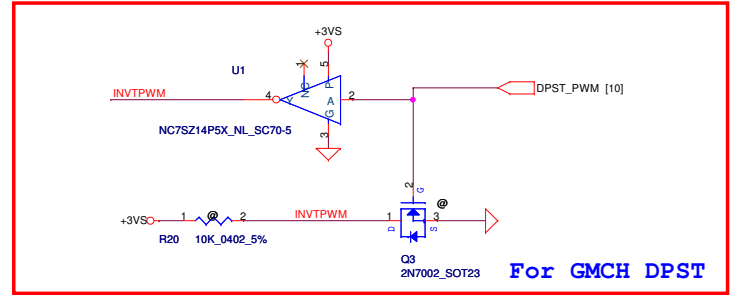 +3VS
U1
1
5
INVTPWM
4
Y
NC
P
A
G
2
3
DPST_PWM [10]
NC7SZ14P5X_NL_SC70-5
2
G
@
+3VS
1
@
2
INVTPWM
1
D
S
3
R20
10K_0402_5%
Q3
2N7002_SOT23
For GMCH DPST